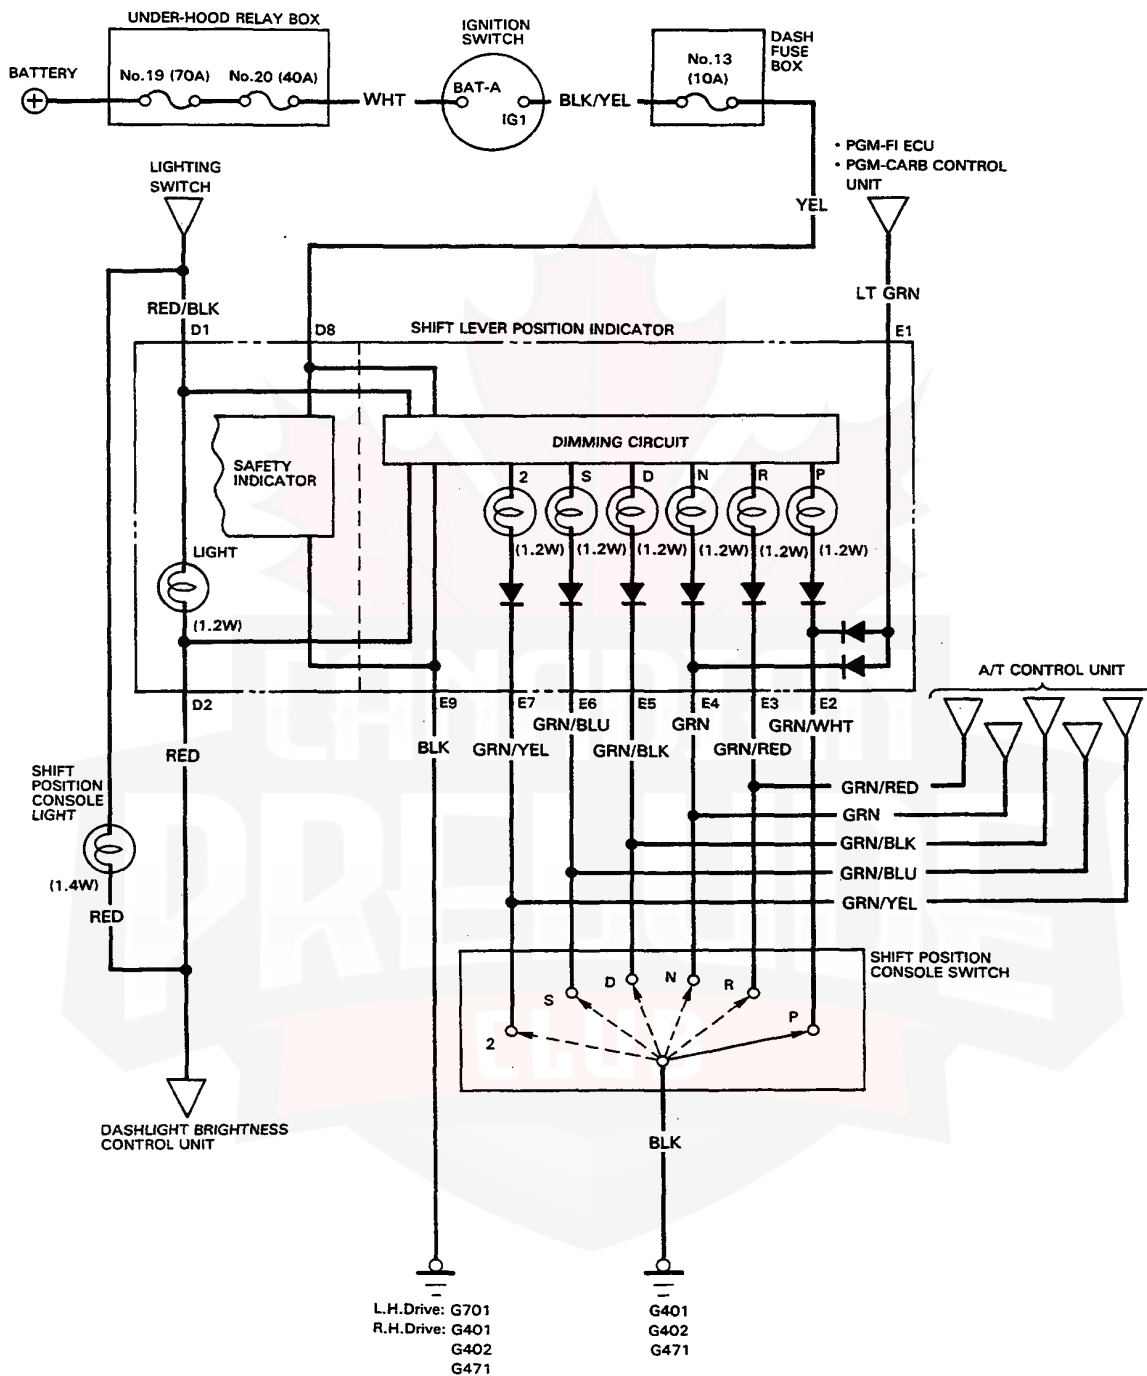 UNDER-HOOD RELAY BOX
IGNITION
SWITCH
DASH
FUSE
BOX
BATTERY
No.19 (70A)
No.20 (40A)
WHT
BAT-A
IG1
BLK/YEL
No.13
(10A)
• PGM-FI ECU
• PGM-CARB CONTROL
UNIT
LIGHTING
SWITCH
YEL
LT GRN
RED/BLK
D1
D8
SHIFT LEVER POSITION INDICATOR
E1
DIMMING CIRCUIT
SAFETY
INDICATOR
2
S
D
N
R
P
(1.2W)
(1.2W)
(1.2W)
(1.2W)
(1.2W)
(1.2W)
LIGHT
(1.2W)
A/T CONTROL UNIT
D2
E9
E7
E6
E5
E4
E3
E2
GRN/BLU
GRN
GRN/WHT
RED
BLK
GRN/YEL
GRN/BLK
GRN/RED
SHIFT
POSITION
CONSOLE
LIGHT
(1.4W)
RED
GRN/RED
GRN
GRN/BLK
GRN/BLU
GRN/YEL
SHIFT POSITION
CONSOLE SWITCH
2
S
D
N
R
P
DASHLIGHT BRIGHTNESS
CONTROL UNIT
BLK
L.H.Drive: G701
R.H.Drive: G401
G402
G471
G401
G402
G471
CANADIAN
PRELUDE
CLUB